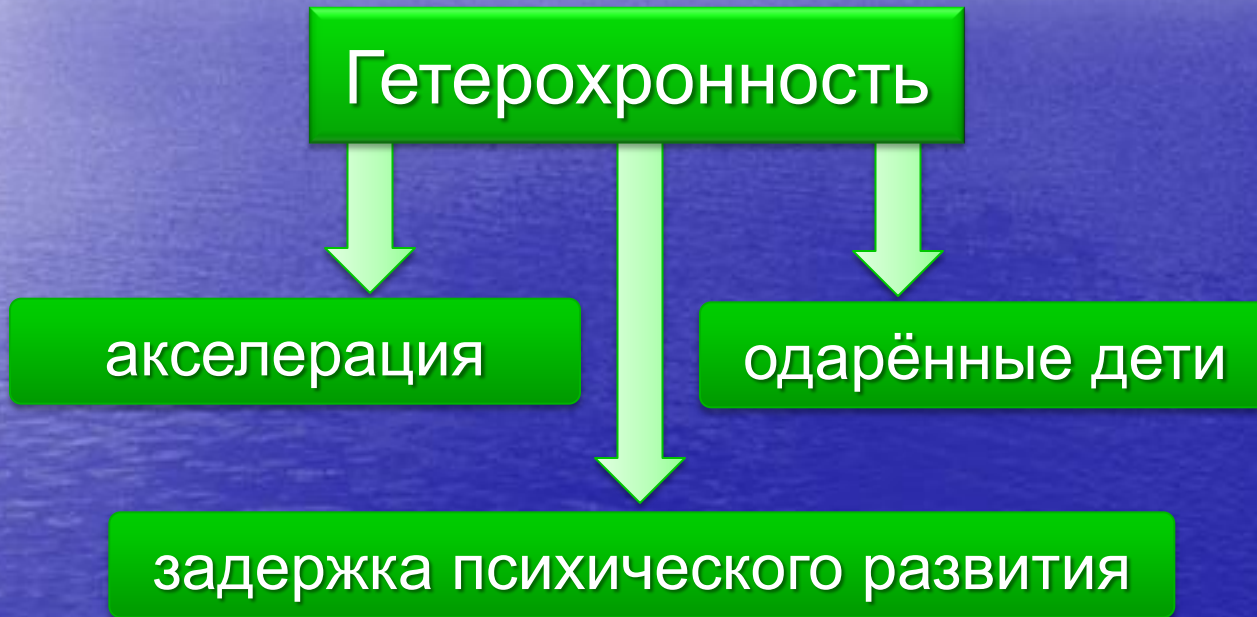 Гетерохронность
акселерация
одарённые дети
задержка психического развития